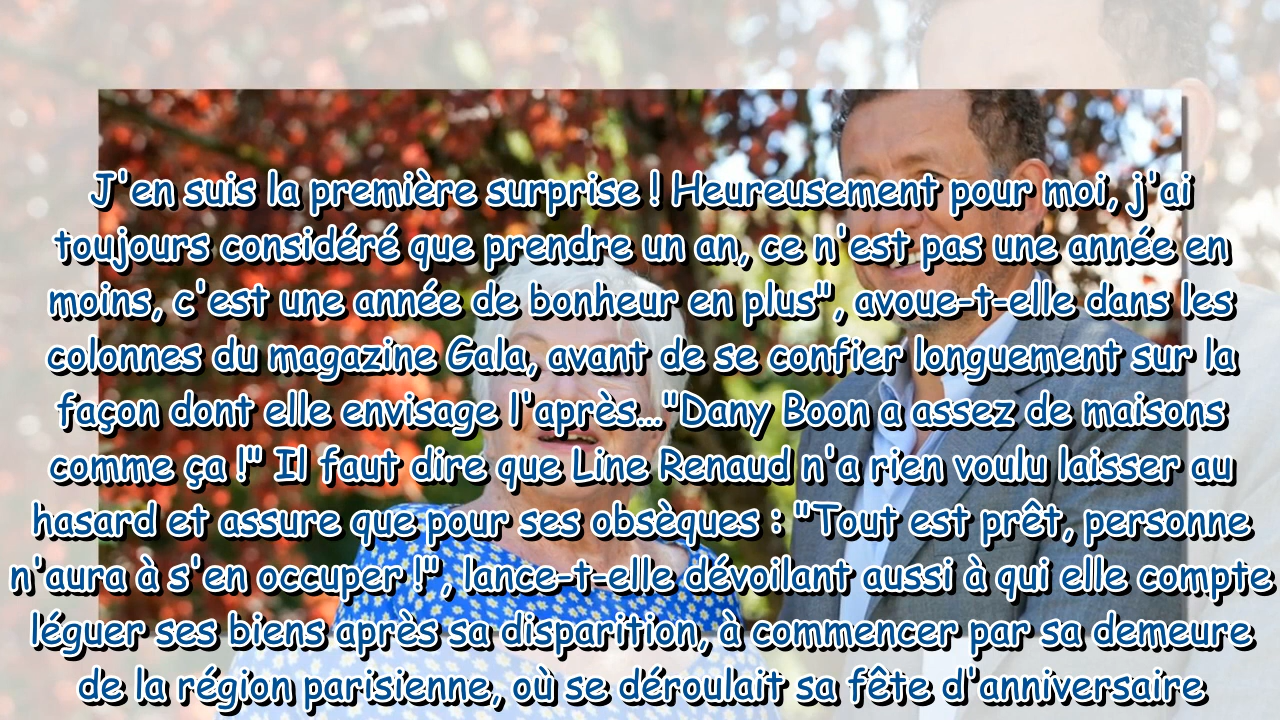 J'en suis la première surprise ! Heureusement pour moi, j'ai
toujours considéré que prendre un an, ce n'est pas une année en
moins, c'est une année de bonheur en plus", avoue-t-elle dans les
colonnes du magazine Gala, avant de se confier longuement sur la
façon dont elle envisage l'après..."Dany Boon a assez de maisons
comme ça !" Il faut dire que Line Renaud n'a rien voulu laisser au
hasard et assure que pour ses obsèques : "Tout est prêt, personne
n'aura à s'en occuper !", lance-t-elle dévoilant aussi à qui elle compte
léguer ses biens après sa disparition, à commencer par sa demeure
de la région parisienne, où se déroulait sa fête d'anniversaire